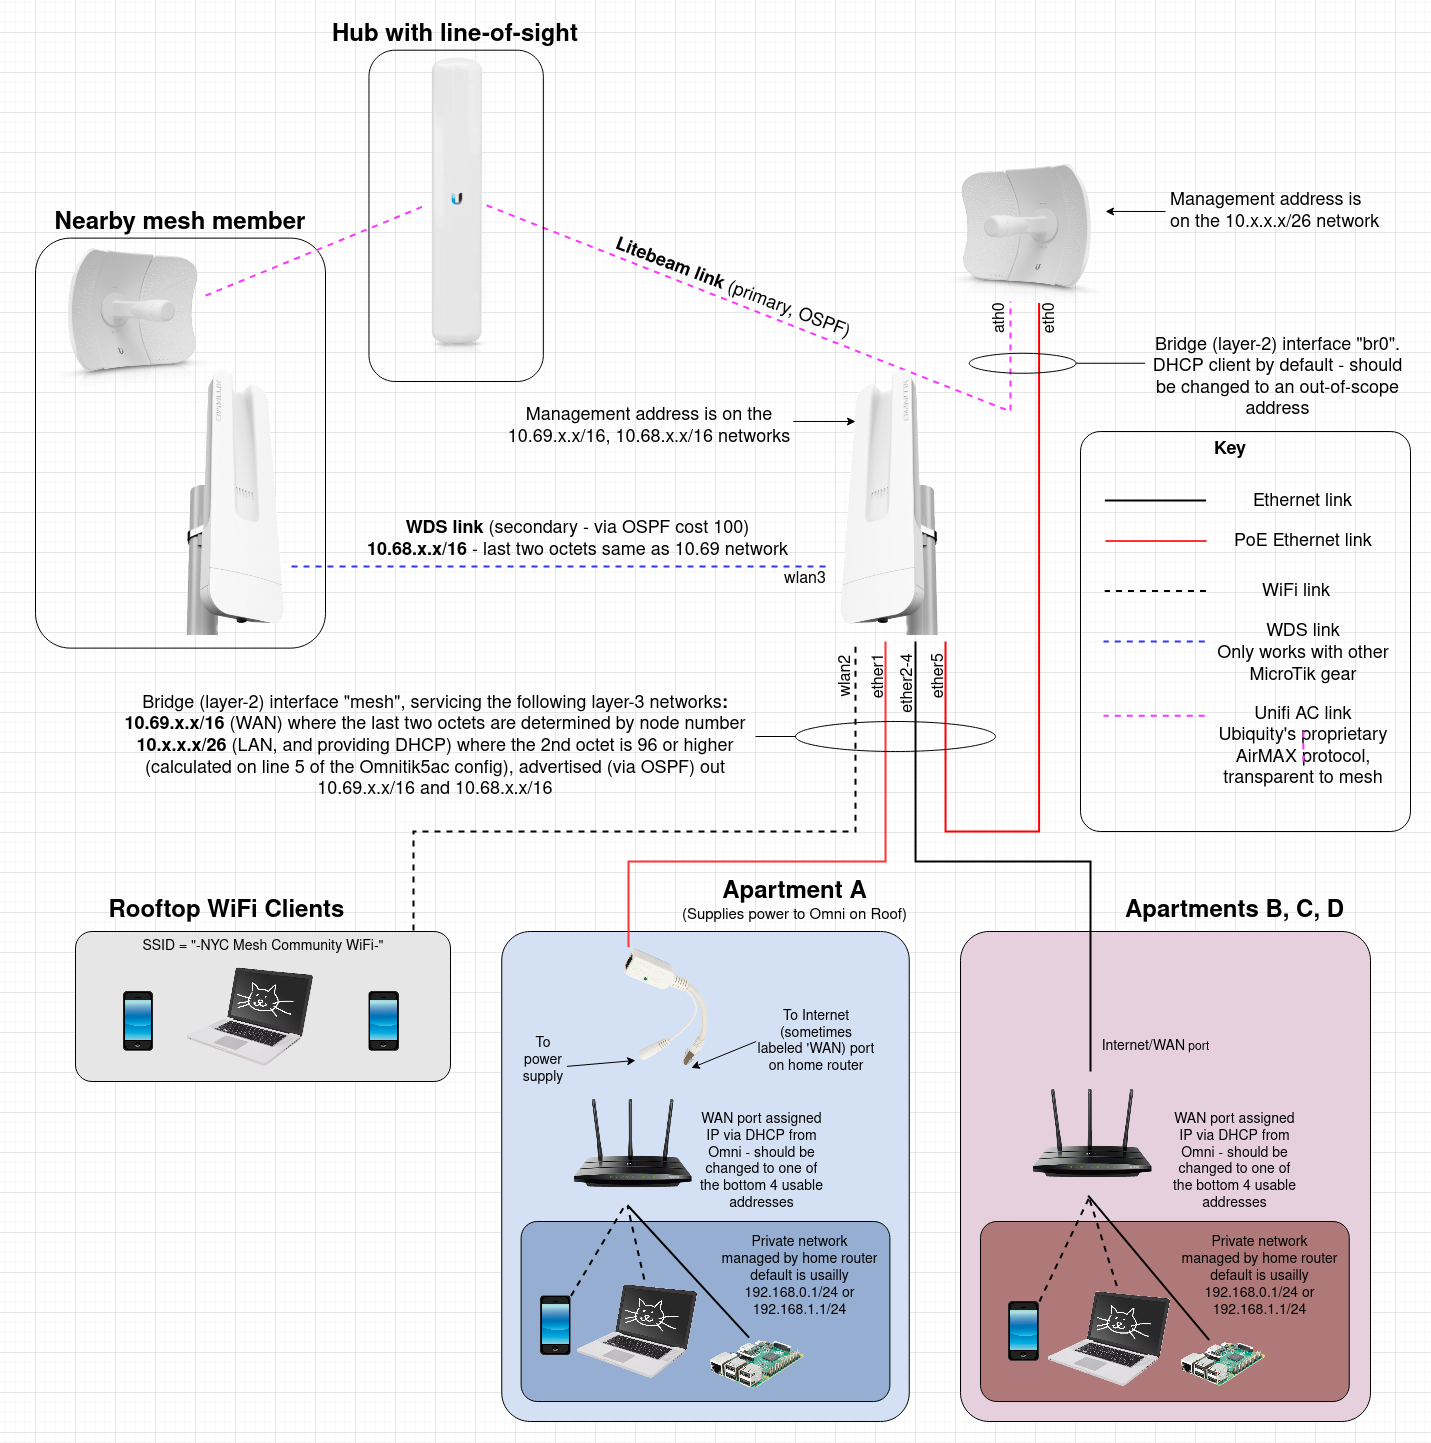 Hub with line-of-sight
Nearby mesh member
Management address is
on the 10.x.x.x/26 network
Litebeam link (primary, OSPF)
ath0
eth0
Bridge (layer-2) interface "br0".
DHCP client by default - should
be changed to an out-of-scope
address
Management address is on the
10.69.x.x/16, 10.68.x.x/16 networks
Key
Ethernet link
PoE Ethernet link
WiFi link
WDS link
Only works with other
MicroTik gear
Unifi AC link
Ubiquity's proprietary
AirMAX protocol,
transparent to mesh
WDS link (secondary - via OSPF cost 100)
10.68.x.x/16 - last two octets same as 10.69 network
wlan3
wlan2
ether1
ether2-4
ether5
Bridge (layer-2) interface "mesh", servicing the following layer-3 networks:
10.69.x.x/16 (WAN) where the last two octets are determined by node number
10.x.x.x/26 (LAN, and providing DHCP) where the 2nd octet is 96 or higher
(calculated on line 5 of the Omnitik5ac config), advertised (via OSPF) out
10.69.x.x/16 and 10.68.x.x/16
Rooftop WiFi Clients
SSID = "-NYC Mesh Community WiFi-"
Apartment A
(Supplies power to Omni on Roof)
To
power
supply
To Internet
(sometimes
labeled 'WAN) port
on home router
WAN port assigned
IP via DHCP from
Omni - should be
changed to one of
the bottom 4 usable
addresses
Private network
managed by home router
default is usailly
192.168.0.1/24 or
192.168.1.1/24
Apartments B, C, D
Internet/WAN port
WAN port assigned
IP via DHCP from
Omni - should be
changed to one of
the bottom 4 usable
addresses
Private network
managed by home router
default is usailly
192.168.0.1/24 or
192.168.1.1/24